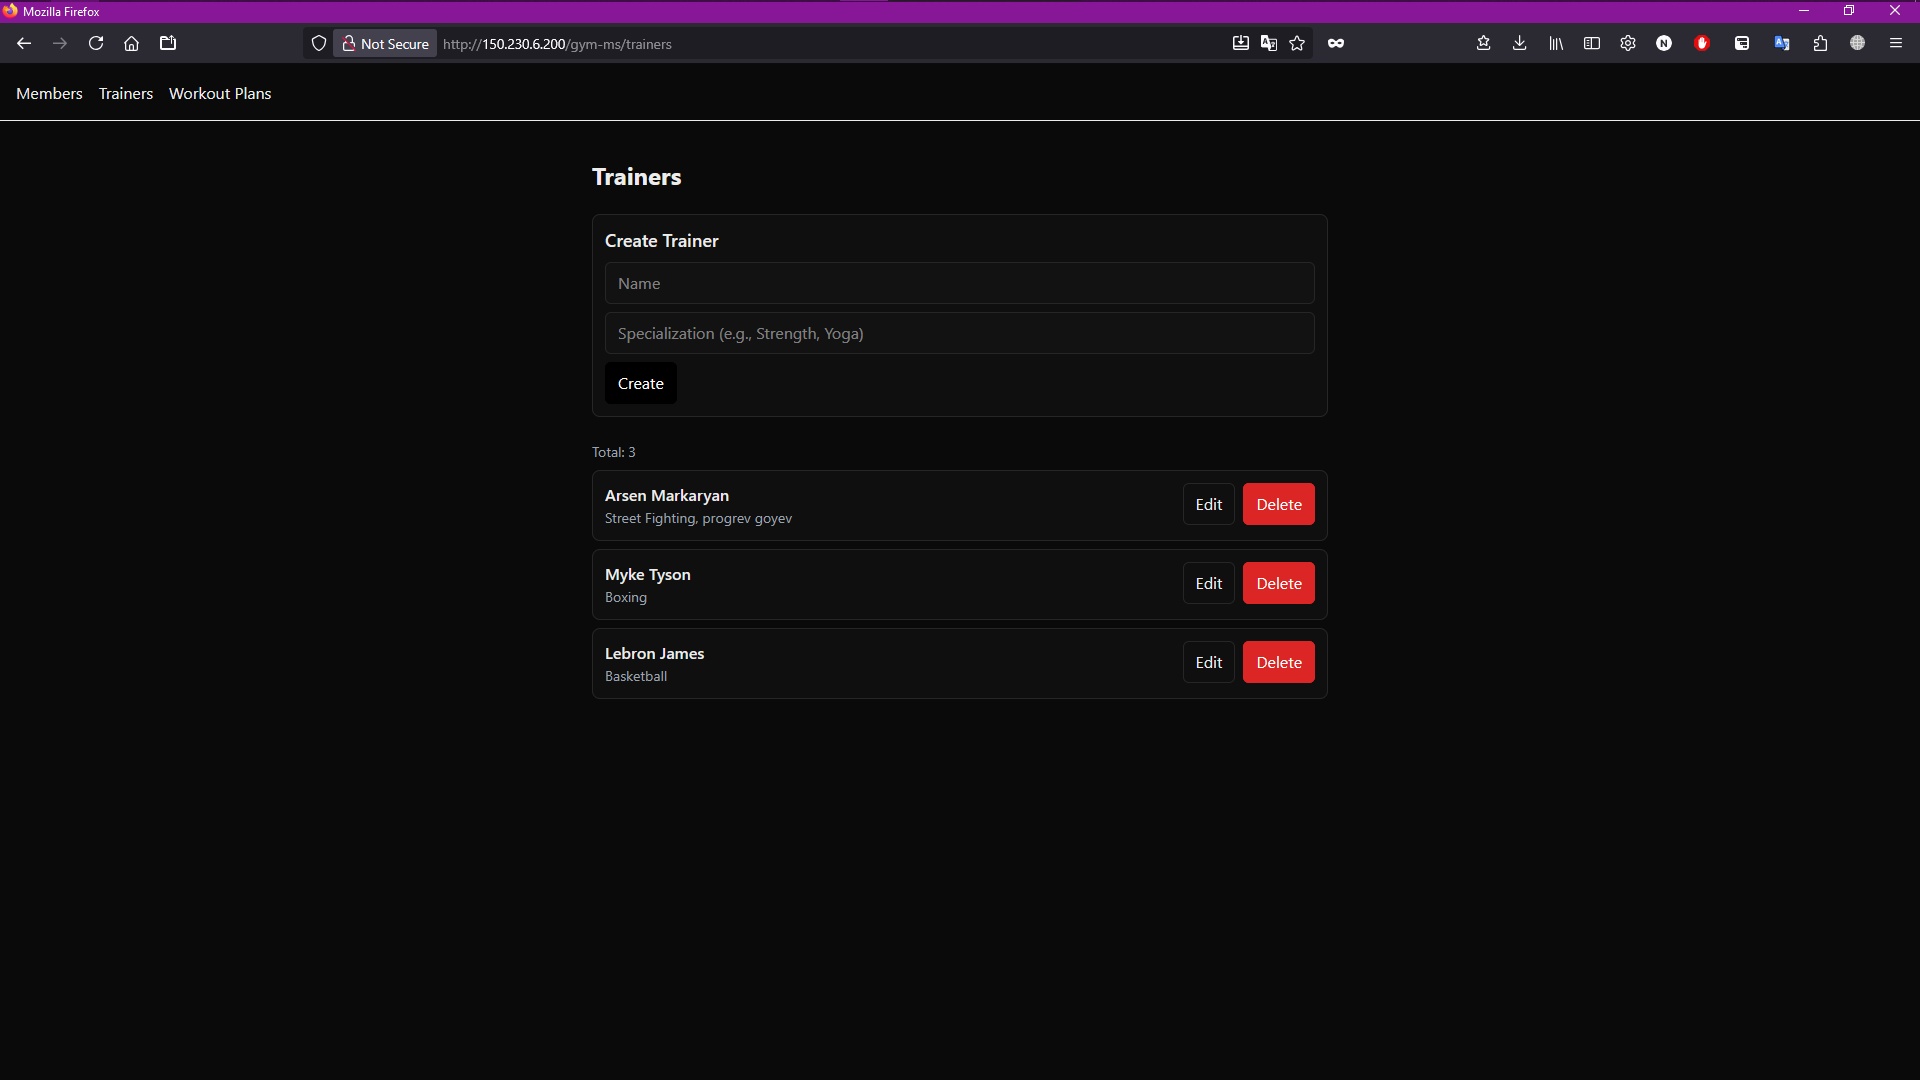 Mozilla Firefox
Not Secure http://150.230.6.200/gym-ms/trainers
Members Trainers Workout Plans
Trainers
Create Trainer
Name
Specialization (e.g., Strength, Yoga)
Create
Total: 3
Arsen Markaryan
Street Fighting, progrev goyev
Edit Delete
Myke Tyson
Boxing
Edit Delete
Lebron James
Basketball
Edit Delete